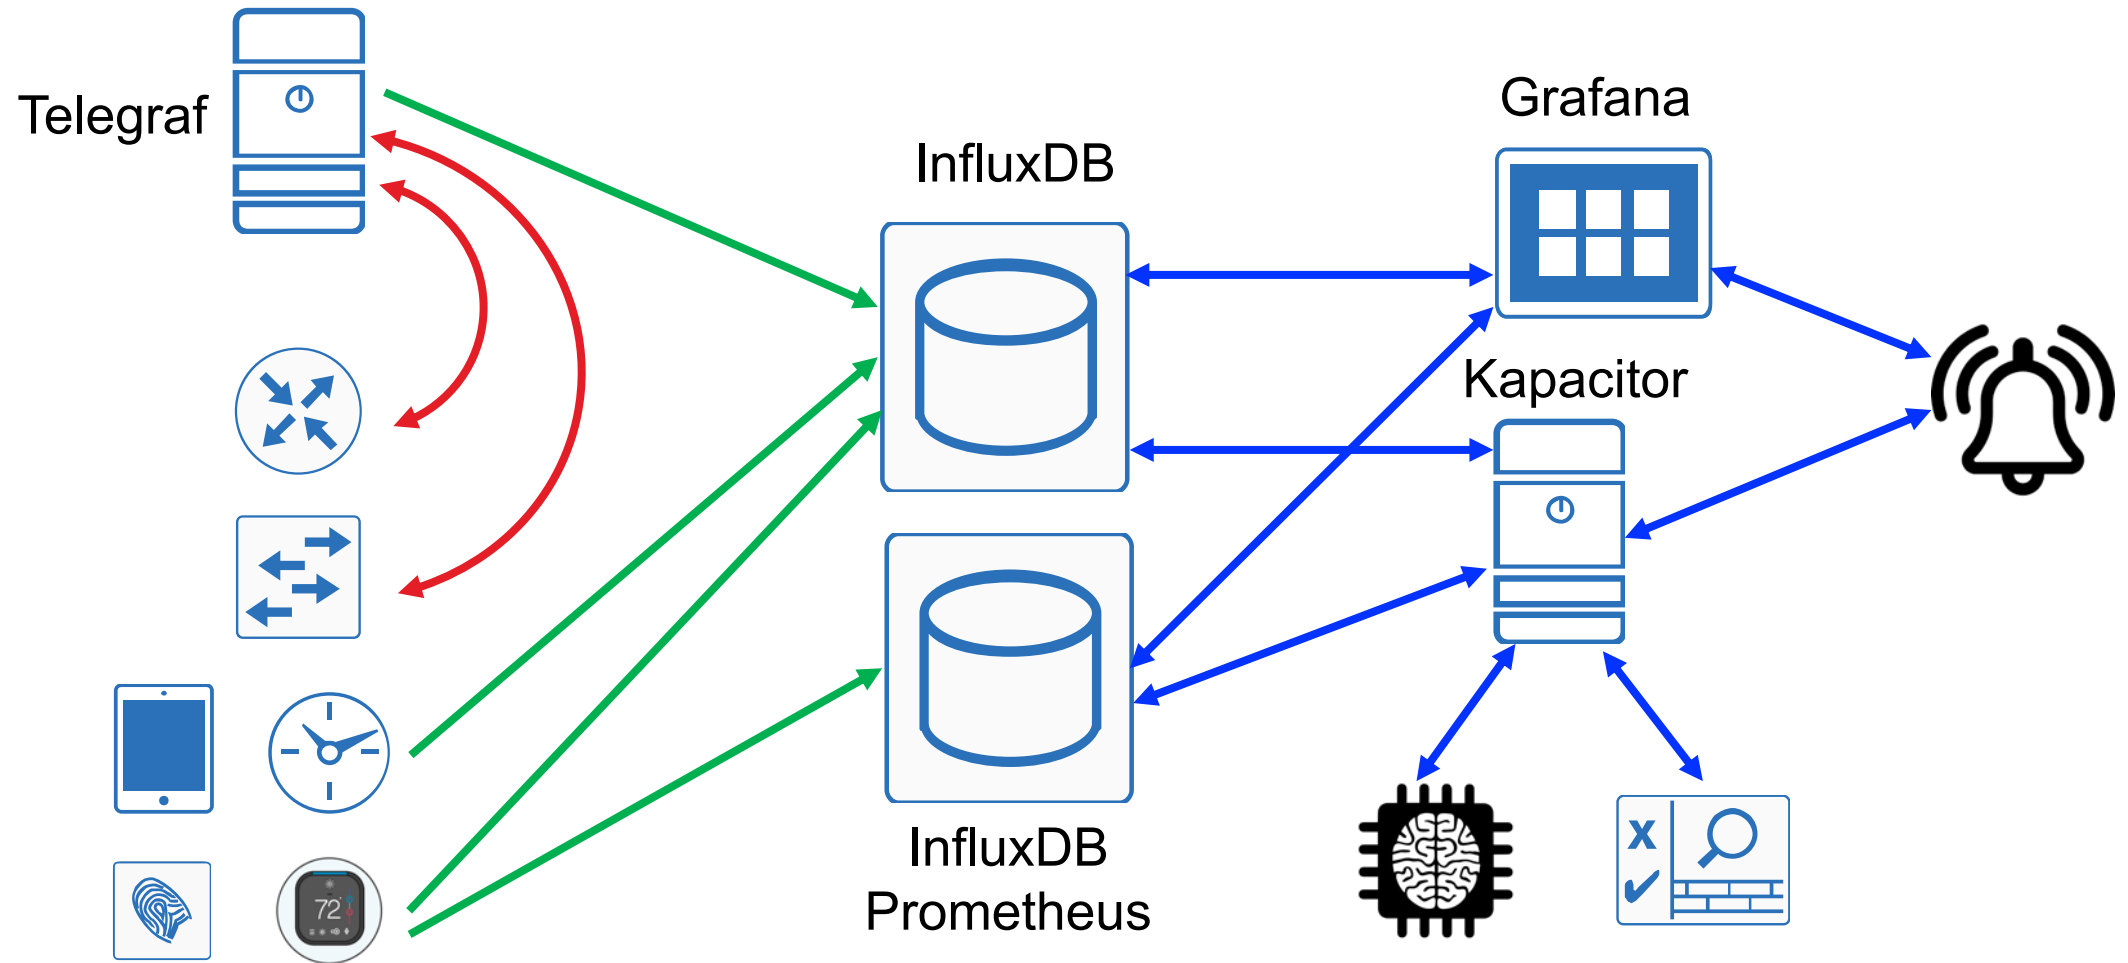 Telegraf
Grafana
InfluxDB
Kapacitor
InfluxDB
Prometheus
72°
X